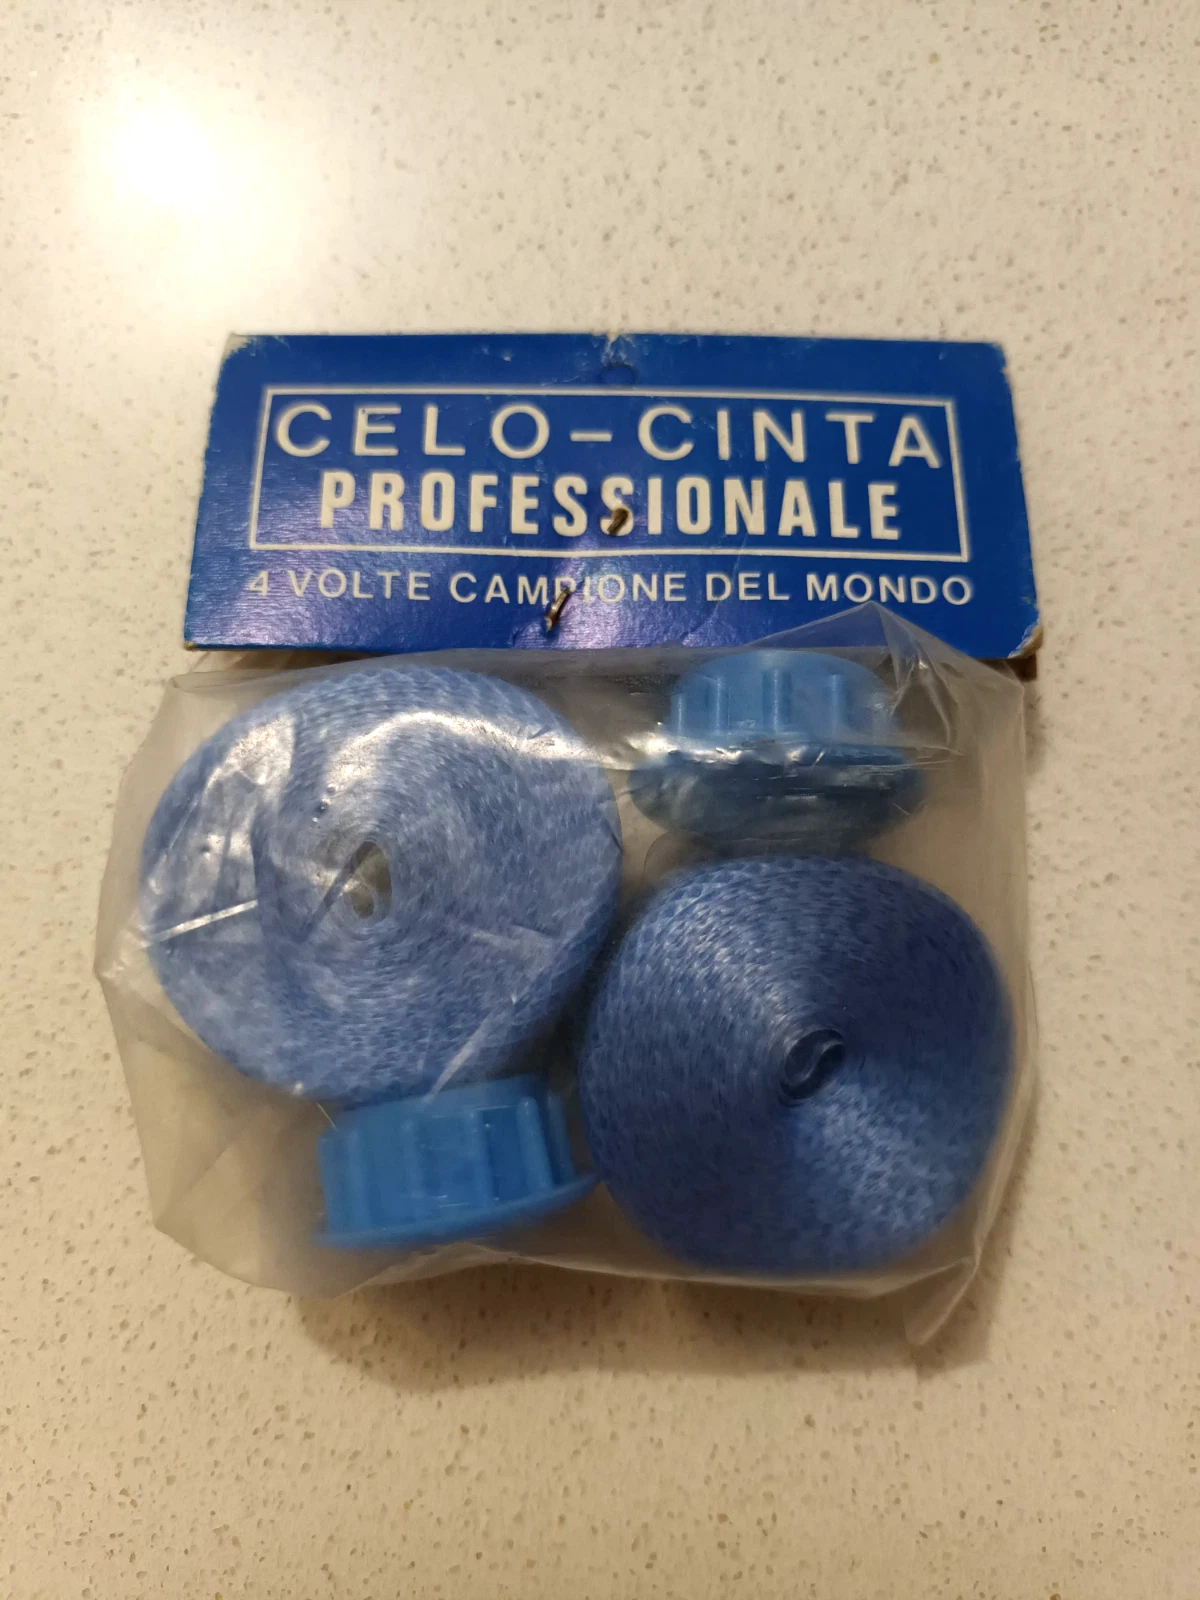 CELO-CINTA
PROFESSIONALE
4 VOLTE CAMPIONE DEL MONDO